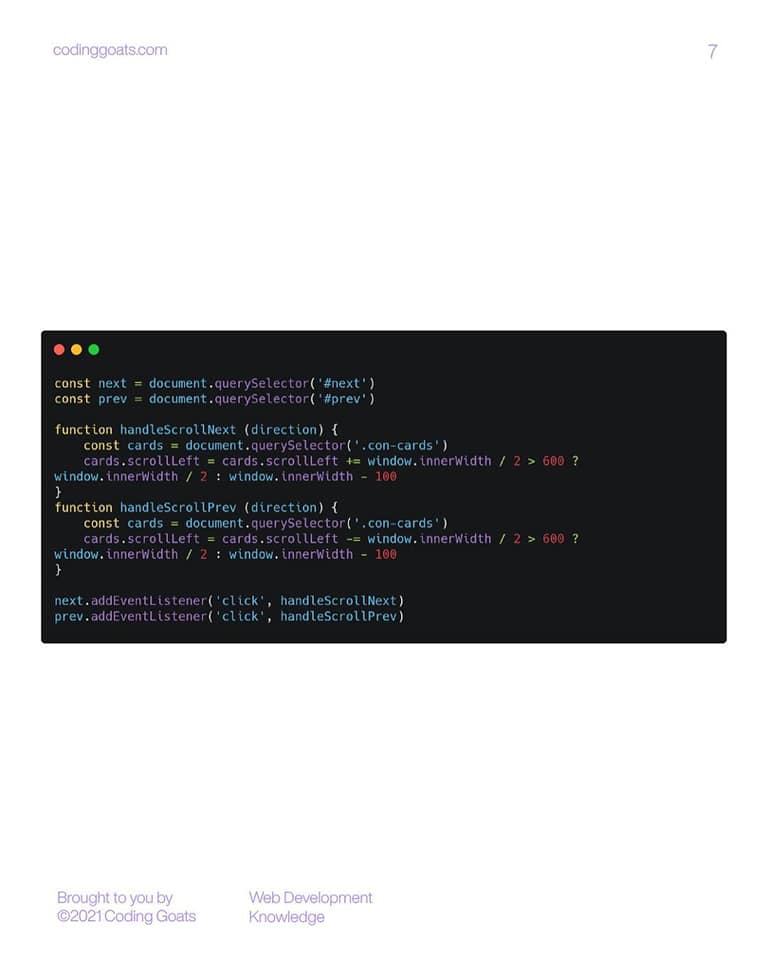 codinggoats.com
7
const next = document.querySelector('#next')
const prev = document.querySelector('#prev')
function handleScrollNext (direction) {
    const cards = document.querySelector('.con-cards')
    cards.scrollLeft = cards.scrollLeft += window.innerWidth / 2 > 600 ?
window.innerWidth / 2 : window.innerWidth - 100
}
function handleScrollPrev (direction) {
    const cards = document.querySelector('.con-cards')
    cards.scrollLeft = cards.scrollLeft -= window.innerWidth / 2 > 600 ?
window.innerWidth / 2 : window.innerWidth - 100
}
next.addEventListener('click', handleScrollNext)
prev.addEventListener('click', handleScrollPrev)
Brought to you by
©2021 Coding Goats
Web Development
Knowledge